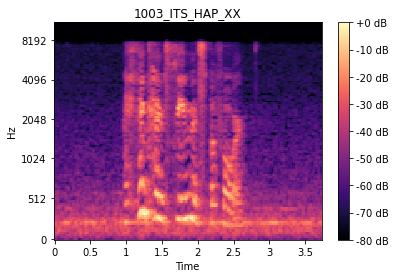 1003_ITS_HAP_XX
+0 dB
8192
-10 dB
4096
-20 dB
-30 dB
2048
Hz
-40 dB
1024
-50 dB
512
-60 dB
-70 dB
0
-80 dB
0 0.5 1 1.5 2 2.5 3 3.5
Time